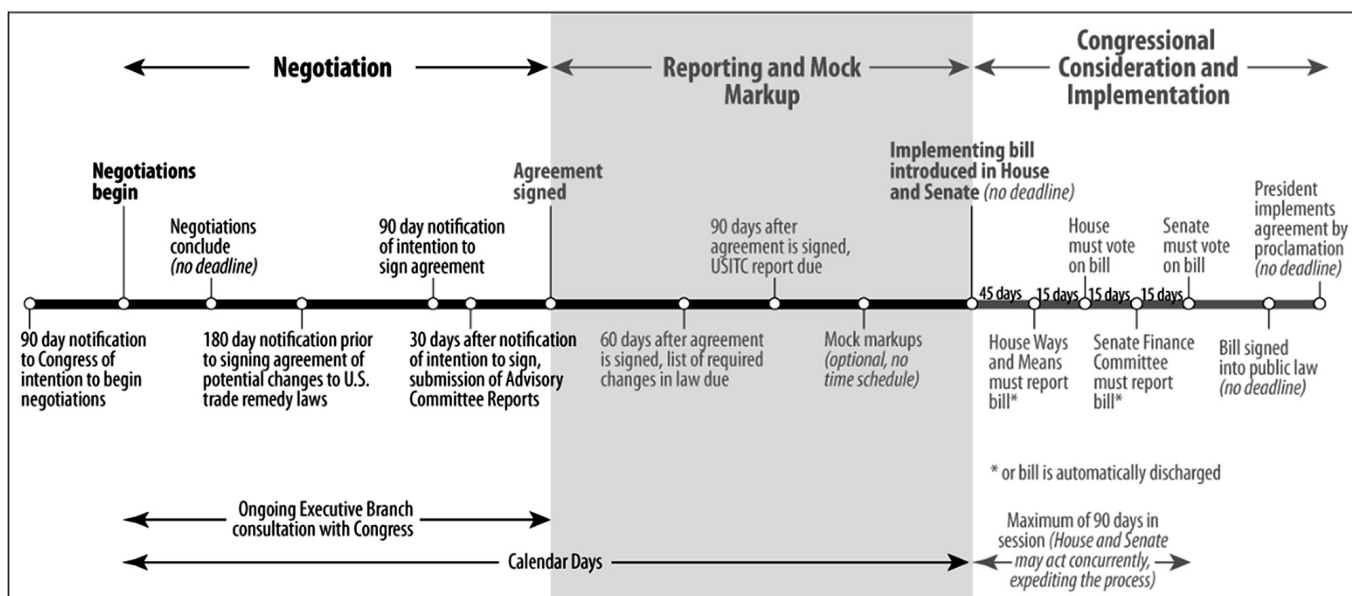 Negotiation
Reporting and Mock
Markup
Congressional
Consideration and
Implementation
Negotiations
begin
Agreement
signed
Implementing bill
introduced in House
and Senate (no deadline)
Negotiations
conclude
(no deadline)
90 day notification
of intention to
sign agreement
90 days after
agreement is signed,
USITC report due
House
must vote
on bill
Senate
must vote
on bill
President
implements
agreement by
proclamation
(no deadline)
45 days
15 days
15 days
15 days
90 day notification
to Congress of
intention to begin
negotiations
180 day notification prior
to signing agreement of
potential changes to U.S.
trade remedy laws
30 days after notification
of intention to sign,
submission of Advisory
Committee Reports
60 days after agreement
is signed, list of required
changes in law due
Mock markups
(optional, no
time schedule)
House Ways
and Means
must report
bill*
Senate Finance
Committee
must report
bill*
Bill signed
into public law
(no deadline)
* or bill is automatically discharged
Ongoing Executive Branch
consultation with Congress
Calendar Days
Maximum of 90 days in
session (House and Senate
may act concurrently,
expediting the process)